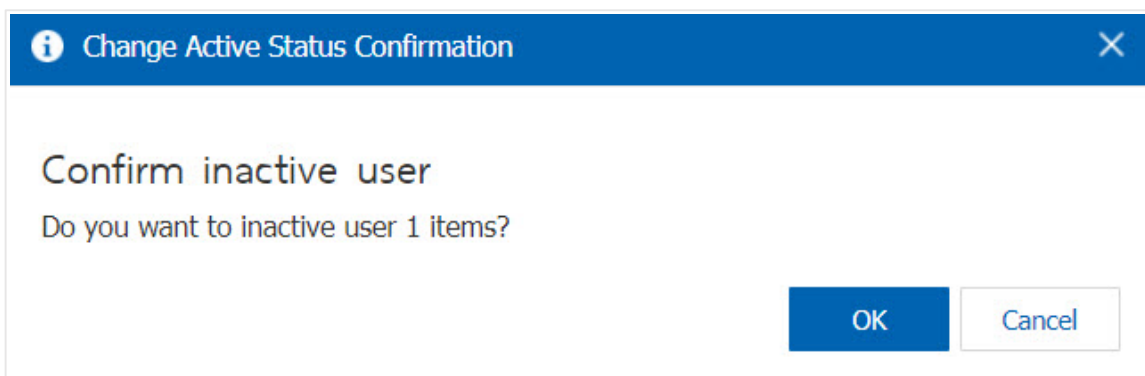 Change Active Status Confirmation
Confirm inactive user
Do you want to inactive user 1 items?
OK
Cancel